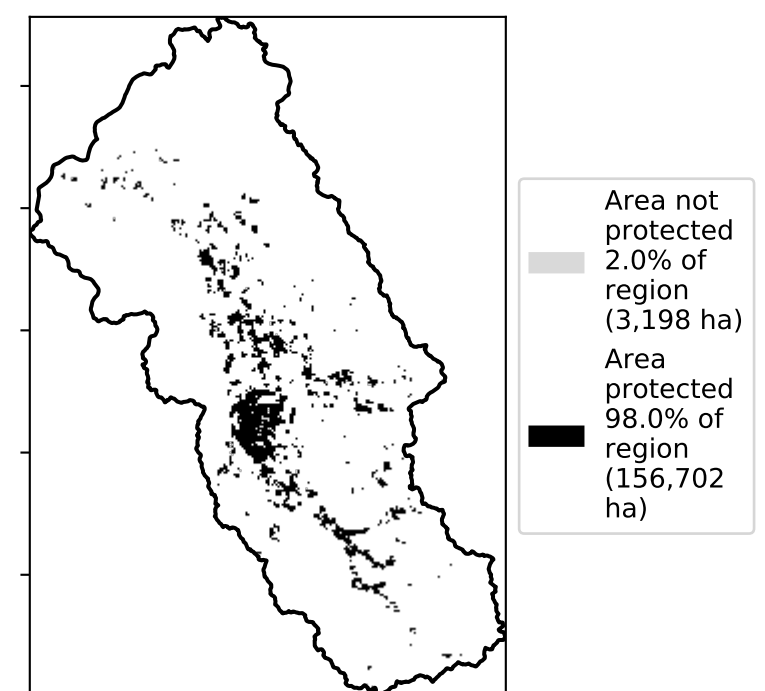 Area not
protected
2.0% of
region
(3,198 ha)
Area
protected
98.0% of
region
(156,702
ha)